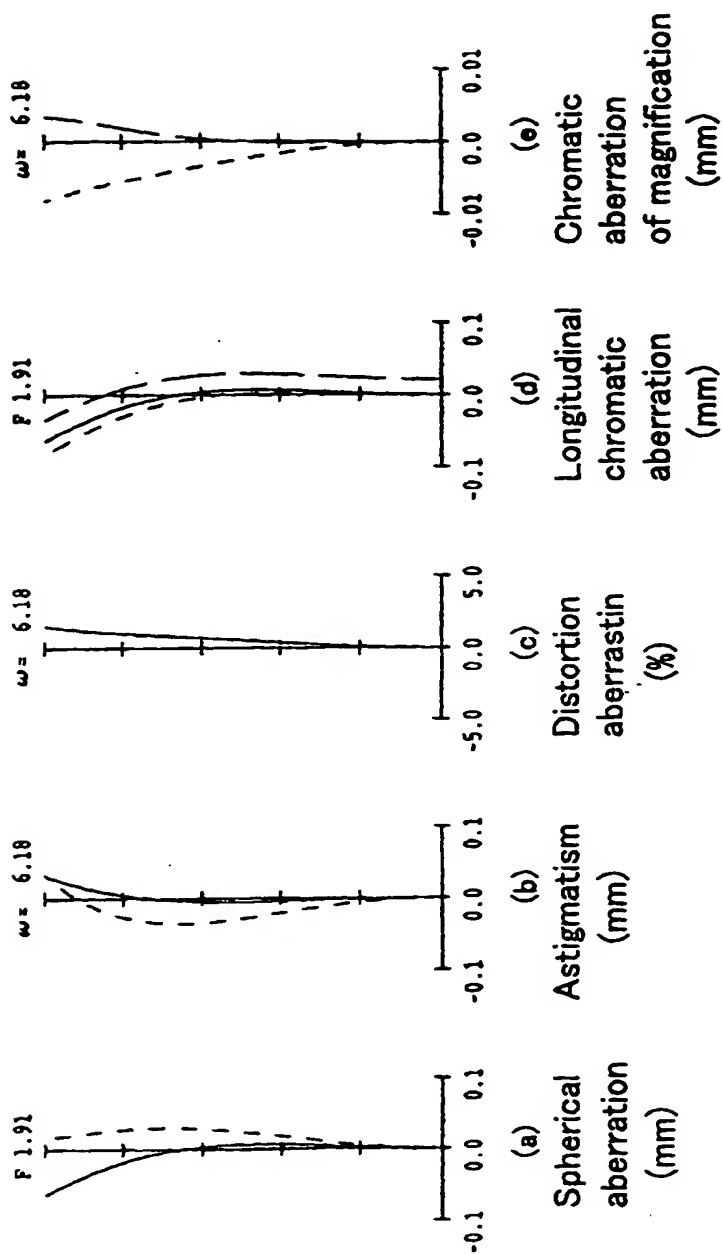 F 1.91
-0.1 0.0 0.1
(a)
Spherical
aberration
(mm)
ω= 6.18
-0.1 0.0 0.1
(b)
Astigmatism
(mm)
ω= 6.18
-5.0 0.0 5.0
(c)
Distortion
aberrastin
(%)
F 1.91
-0.1 0.0 0.1
(d)
Longitudinal
chromatic
aberration
(mm)
ω= 6.18
-0.01 0.0 0.01
(e)
Chromatic
aberration
of magnification
(mm)